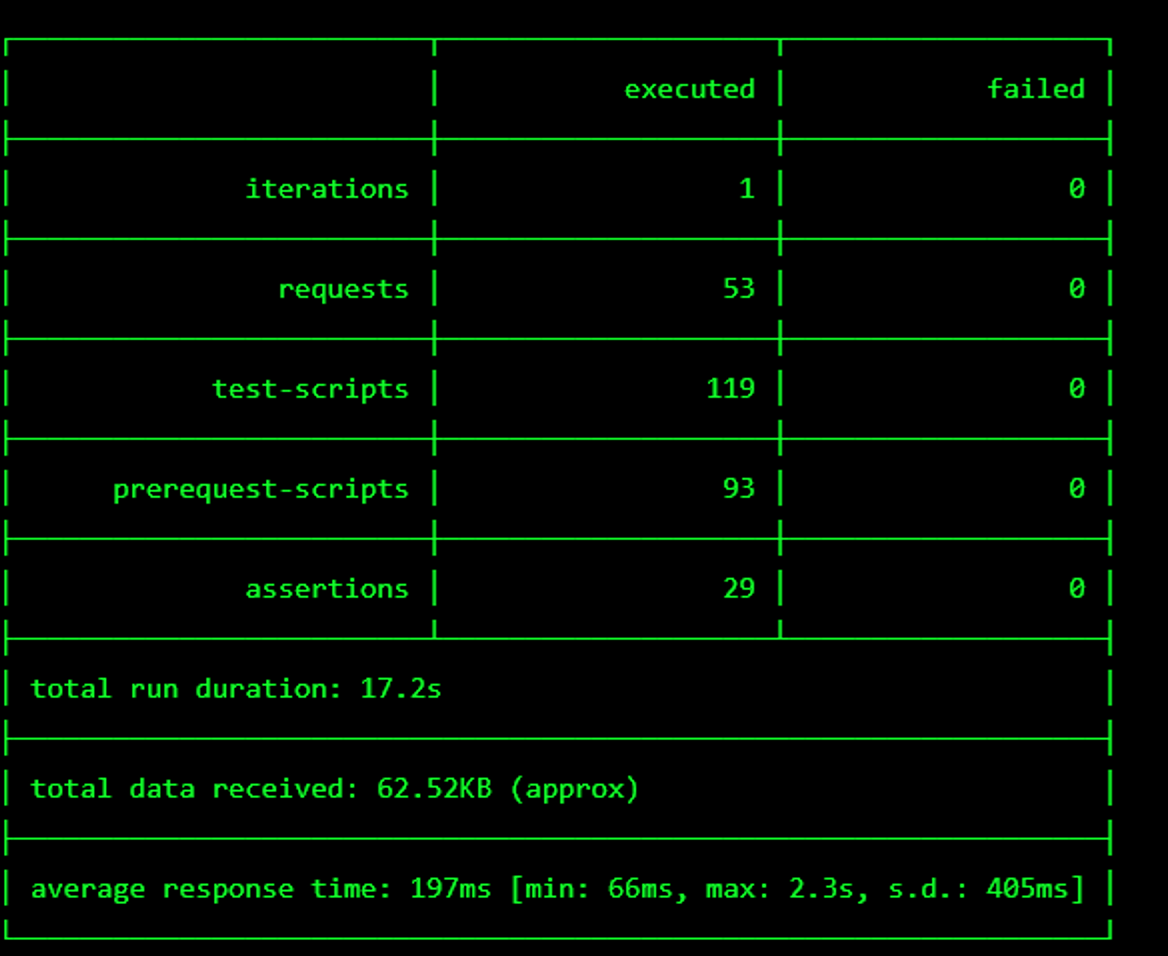 executed failed
iterations 1 0
requests 53 0
test-scripts 119 0
prerequest-scripts 93 0
assertions 29 0
total run duration: 17.2s
total data received: 62.52KB (approx)
average response time: 197ms [min: 66ms, max: 2.3s, s.d.: 405ms]